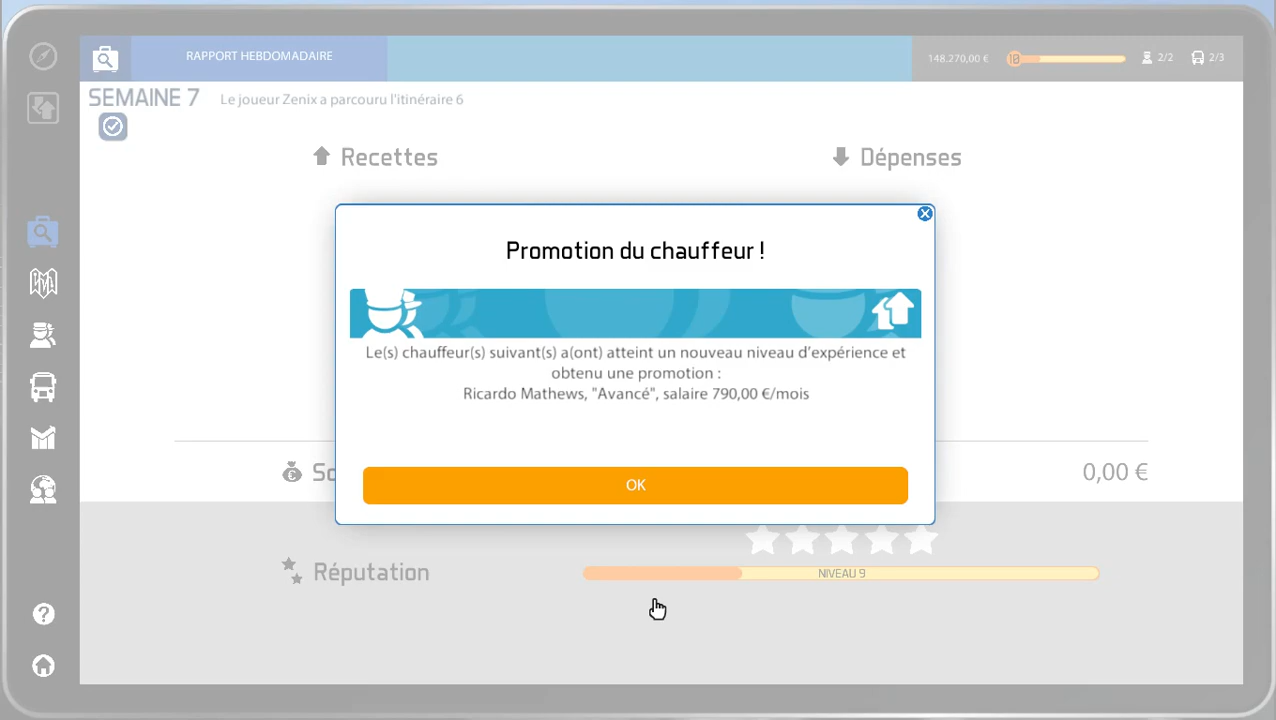 RAPPORT HEBDOMADAIRE
148.270,00 €
10
2/2
2/3
SEMAINE 7
Le joueur Zenix a parcouru l'itinéraire 6
Recettes
Dépenses
Promotion du chauffeur !
Le(s) chauffeur(s) suivant(s) a(ont) atteint un nouveau niveau d’expérience et
obtenu une promotion :
Ricardo Mathews, "Avancé", salaire 790,00 €/mois
OK
0,00 €
Réputation
NIVEAU 9